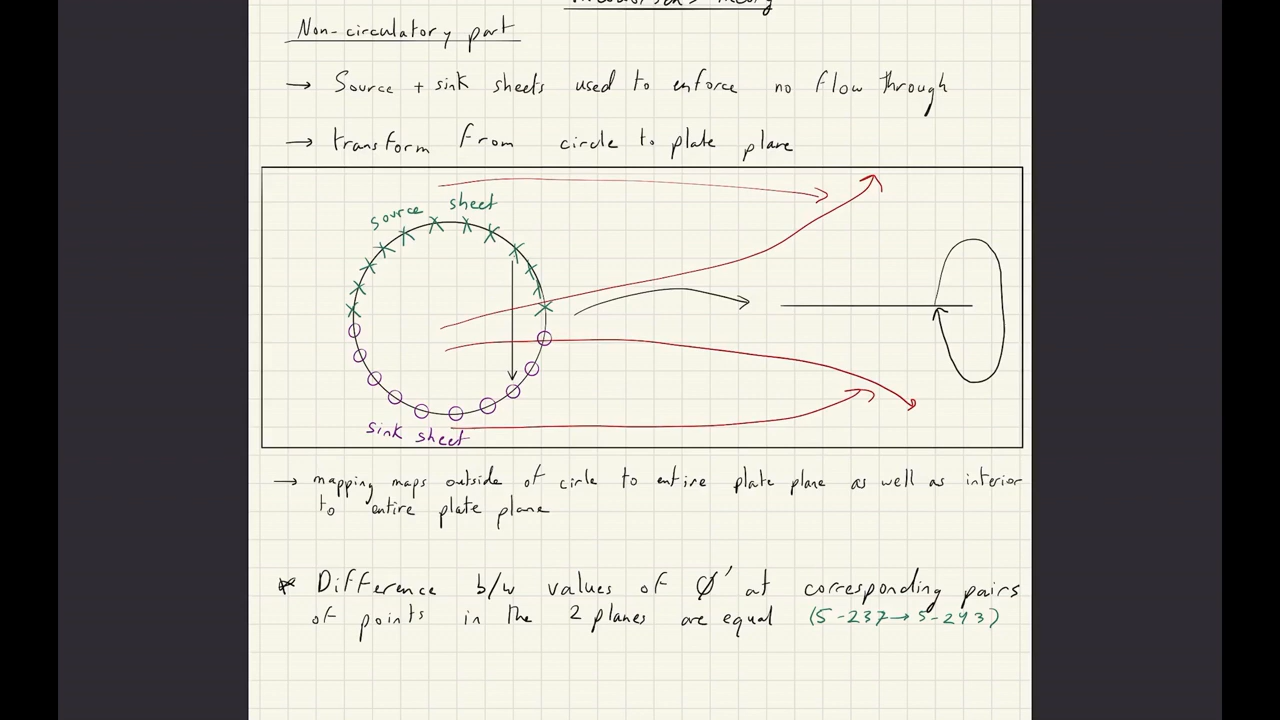 Theory
Non-circulatory part
→ Source + sink sheets used to enforce no flow through
→ transform from circle to plate plane
source sheet
sink sheet
→ mapping maps outside of cirle to entire plate plane as well as interior
to entire plate plane
* Difference b/w values of Ø' at corresponding pairs
of points in the 2 planes are equal (5-237→5-243)